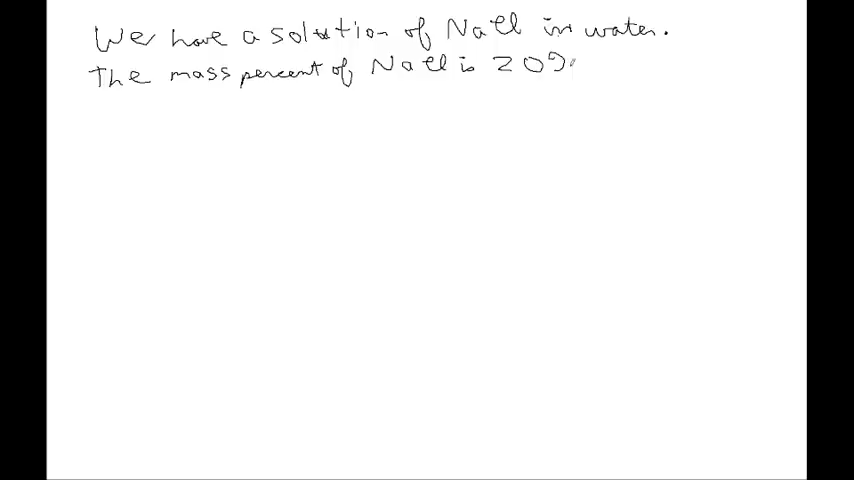 We have a solution of NaCl in water.
The mass percent of NaCl is 20%